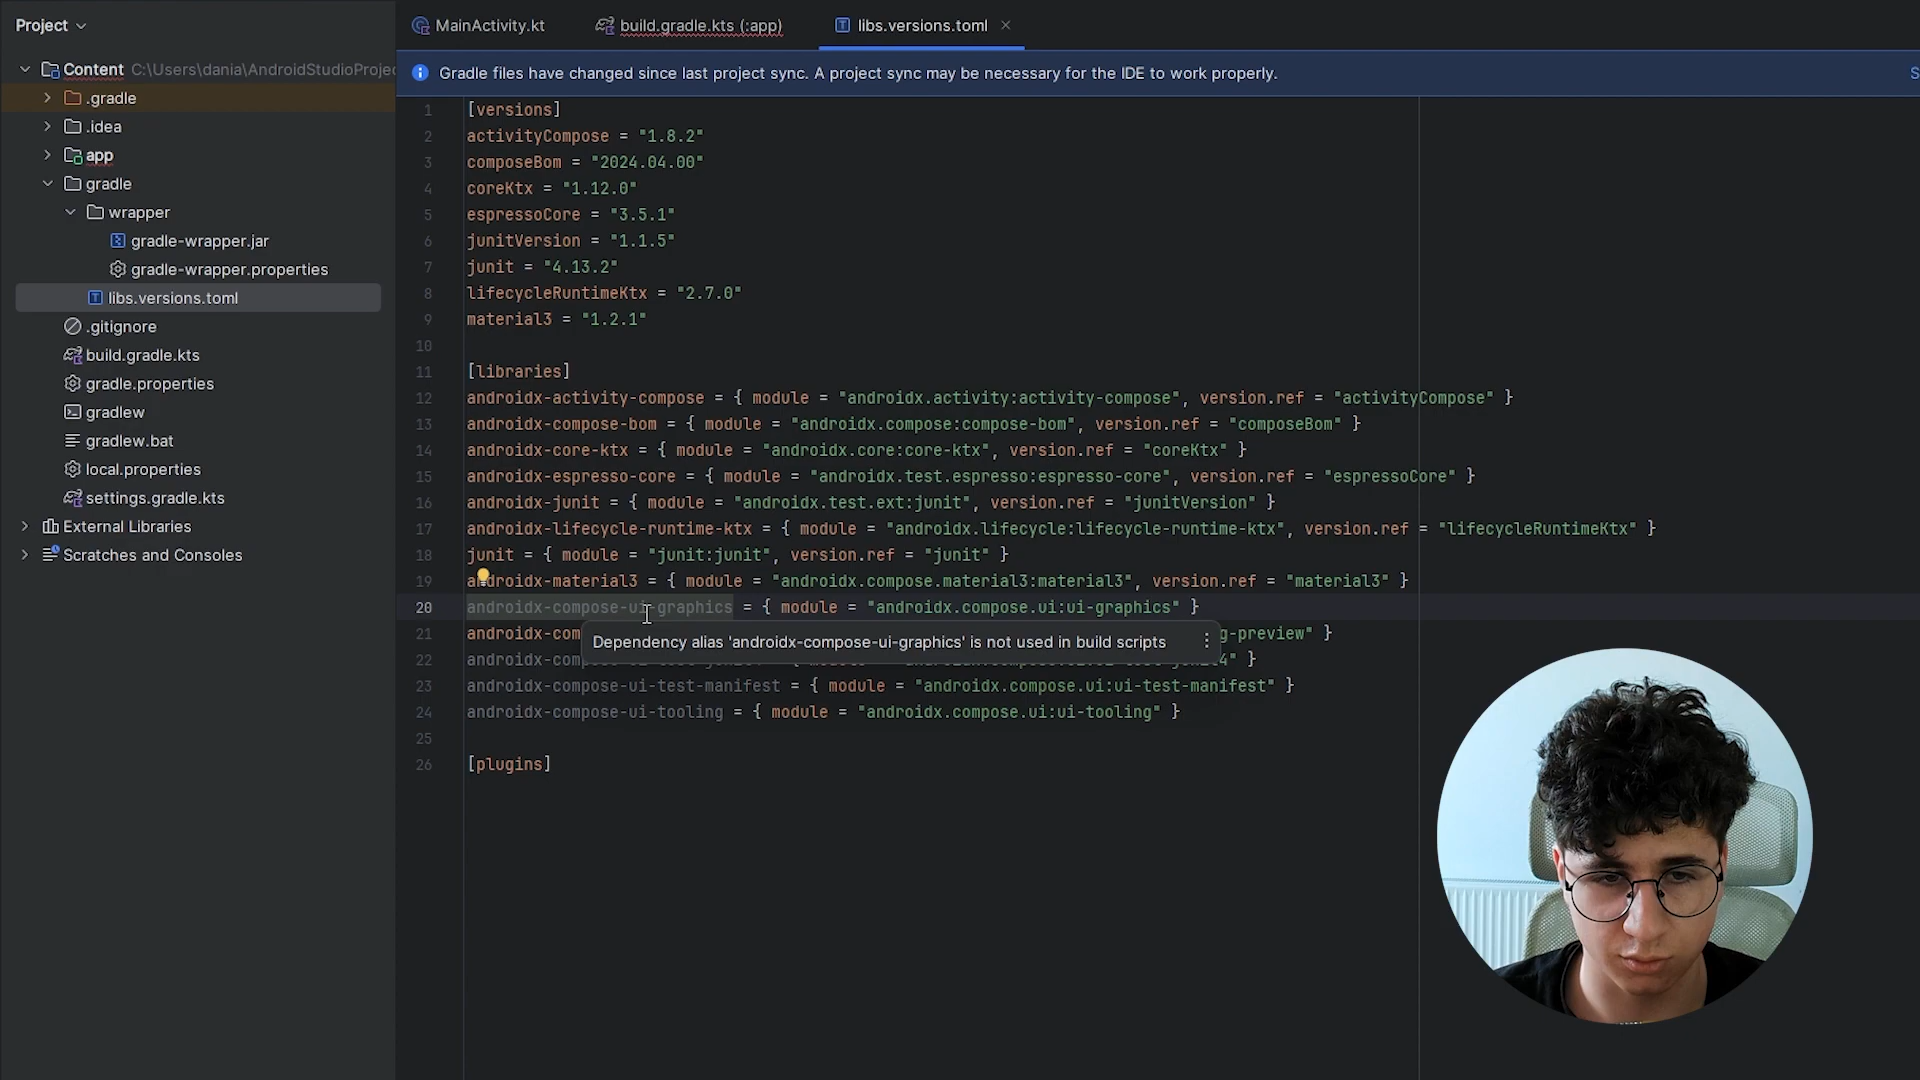 Project
MainActivity.kt
build.gradle.kts (:app)
libs.versions.toml
Content C:\Users\dania\AndroidStudioProje
.gradle
.idea
app
gradle
wrapper
gradle-wrapper.jar
gradle-wrapper.properties
libs.versions.toml
.gitignore
build.gradle.kts
gradle.properties
gradlew
gradlew.bat
local.properties
settings.gradle.kts
External Libraries
Scratches and Consoles
Gradle files have changed since last project sync. A project sync may be necessary for the IDE to work properly.
1 [versions]
2 activityCompose = "1.8.2"
3 composeBom = "2024.04.00"
4 coreKtx = "1.12.0"
5 espressoCore = "3.5.1"
6 junitVersion = "1.1.5"
7 junit = "4.13.2"
8 lifecycleRuntimeKtx = "2.7.0"
9 material3 = "1.2.1"
10
11 [libraries]
12 androidx-activity-compose = { module = "androidx.activity:activity-compose", version.ref = "activityCompose" }
13 androidx-compose-bom = { module = "androidx.compose:compose-bom", version.ref = "composeBom" }
14 androidx-core-ktx = { module = "androidx.core:core-ktx", version.ref = "coreKtx" }
15 androidx-espresso-core = { module = "androidx.test.espresso:espresso-core", version.ref = "espressoCore" }
16 androidx-junit = { module = "androidx.test.ext:junit", version.ref = "junitVersion" }
17 androidx-lifecycle-runtime-ktx = { module = "androidx.lifecycle:lifecycle-runtime-ktx", version.ref = "lifecycleRuntimeKtx" }
18 junit = { module = "junit:junit", version.ref = "junit" }
19 androidx-material3 = { module = "androidx.compose.material3:material3", version.ref = "material3" }
20 androidx-compose-ui-graphics = { module = "androidx.compose.ui:ui-graphics" }
21 androidx-com g-preview" }
Dependency alias 'androidx-compose-ui-graphics' is not used in build scripts
22 androidx-compose }
23 androidx-compose-ui-test-manifest = { module = "androidx.compose.ui:ui-test-manifest" }
24 androidx-compose-ui-tooling = { module = "androidx.compose.ui:ui-tooling" }
25
26 [plugins]